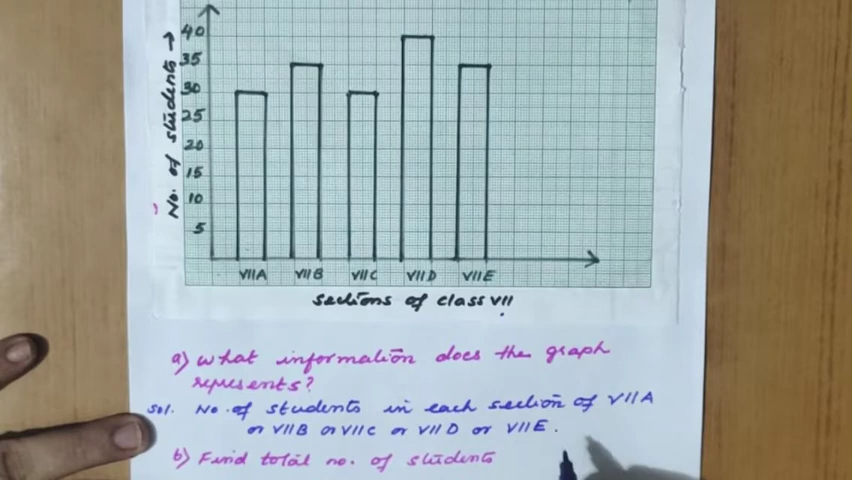 No. of students →
40
35
30
25
20
15
10
5
VIIA VIIB VIIC VIID VIIE
sections of class VII
a) What information does the graph
represents?
Sol. No. of students in each section of VIIA
or VIIB or VIIC or VIID or VIIE.
b) Find total no. of students